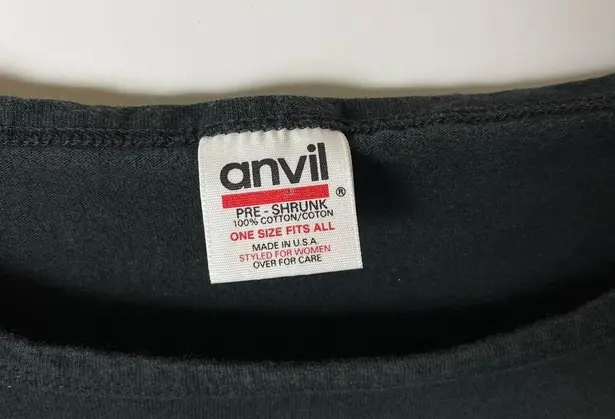 anvil
®
PRE-SHRUNK
100% COTTON/COTON
ONE SIZE FITS ALL
MADE IN U.S.A.
STYLED FOR WOMEN
OVER FOR CARE